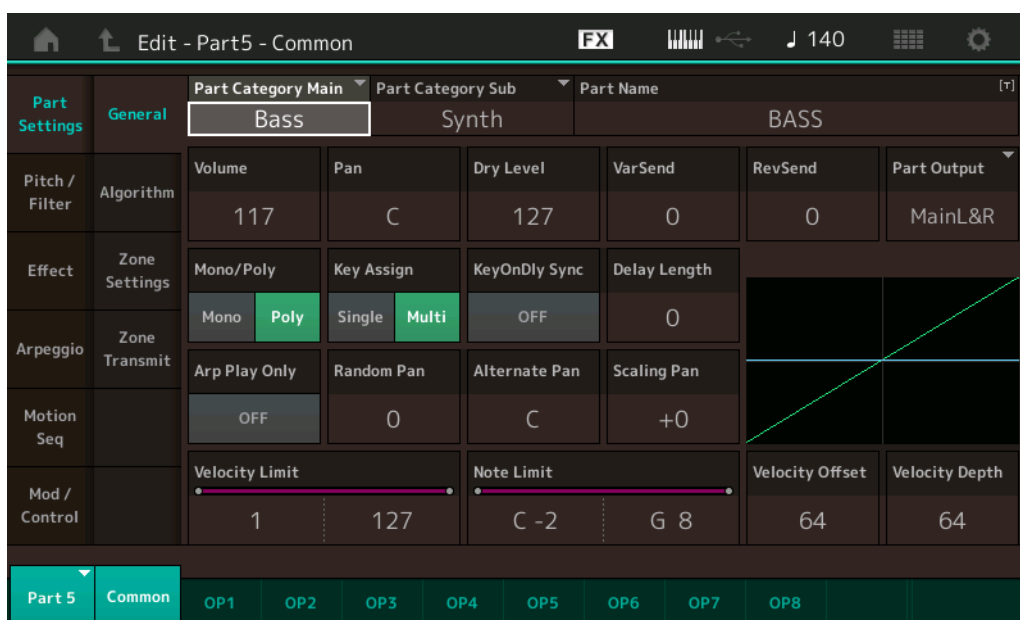 Edit - Part5 - Common FX ♩ 140
Part Settings
General
Part Category Main Part Category Sub Part Name [T]
Bass Synth BASS
Pitch / Filter
Algorithm
Volume Pan Dry Level VarSend RevSend Part Output
117 C 127 0 0 MainL&R
Effect
Zone Settings
Mono/Poly Key Assign KeyOnDly Sync Delay Length
Mono Poly Single Multi OFF 0
Arpeggio
Zone Transmit
Arp Play Only Random Pan Alternate Pan Scaling Pan
OFF 0 C +0
Motion Seq
Velocity Limit Note Limit Velocity Offset Velocity Depth
Mod / Control
1 127 C -2 G 8 64 64
Part 5 Common OP1 OP2 OP3 OP4 OP5 OP6 OP7 OP8